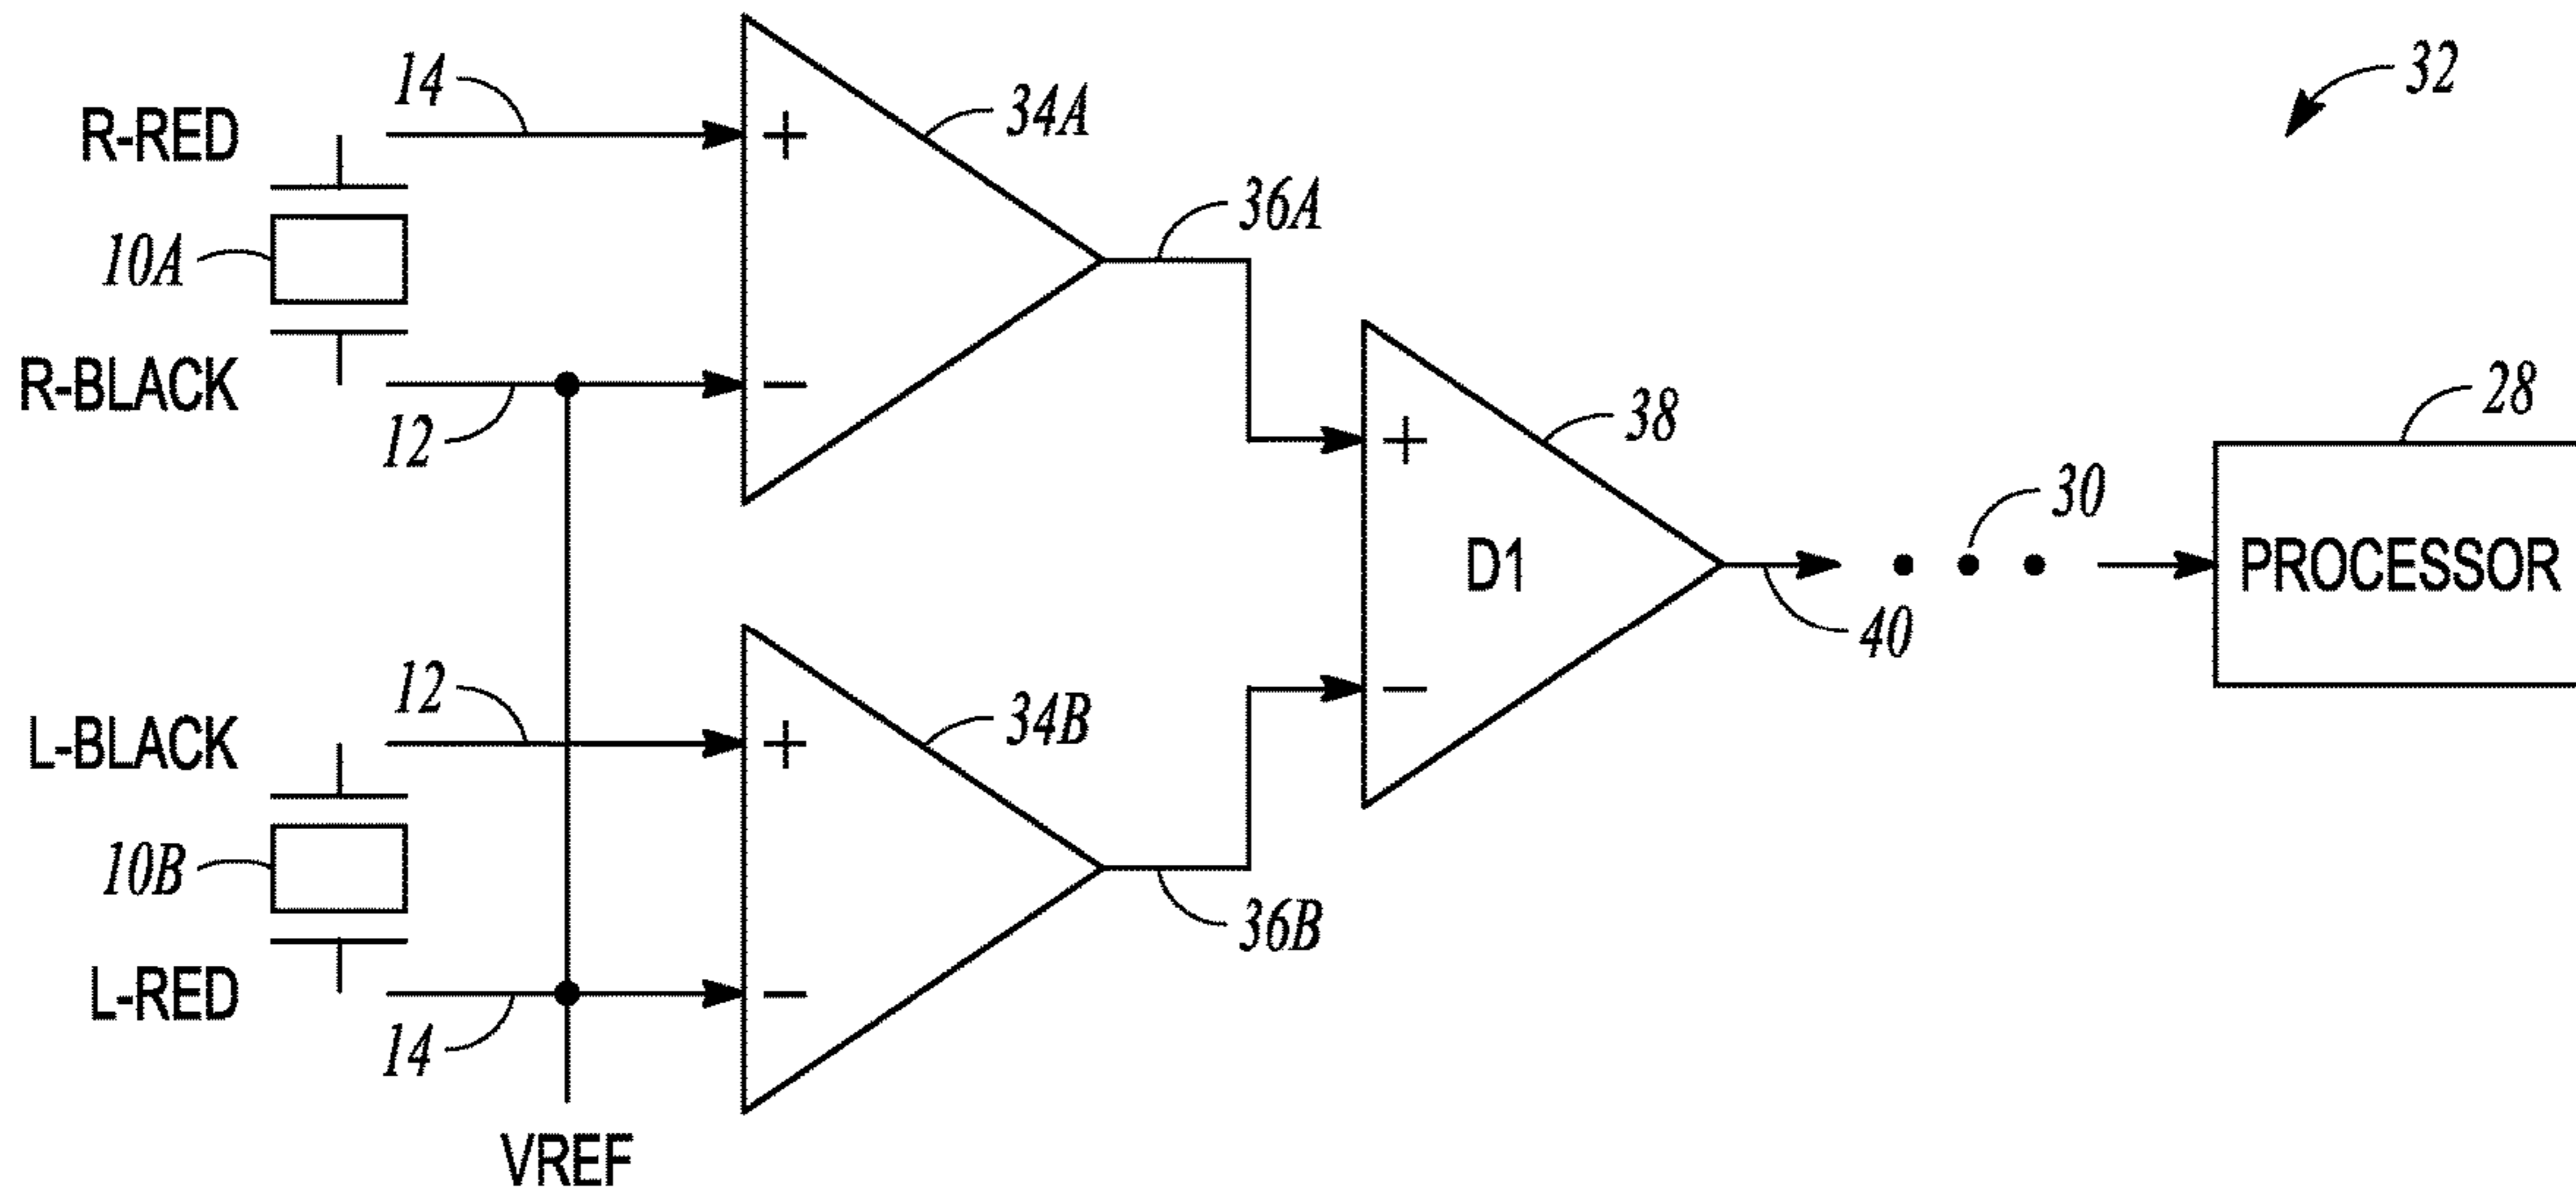 32
14
34A
R-RED
+
36A
10A
28
R-BLACK
−
12
38
+
30
D1
PROCESSOR
40
12
34B
−
L-BLACK
+
10B
36B
L-RED
−
14
VREF